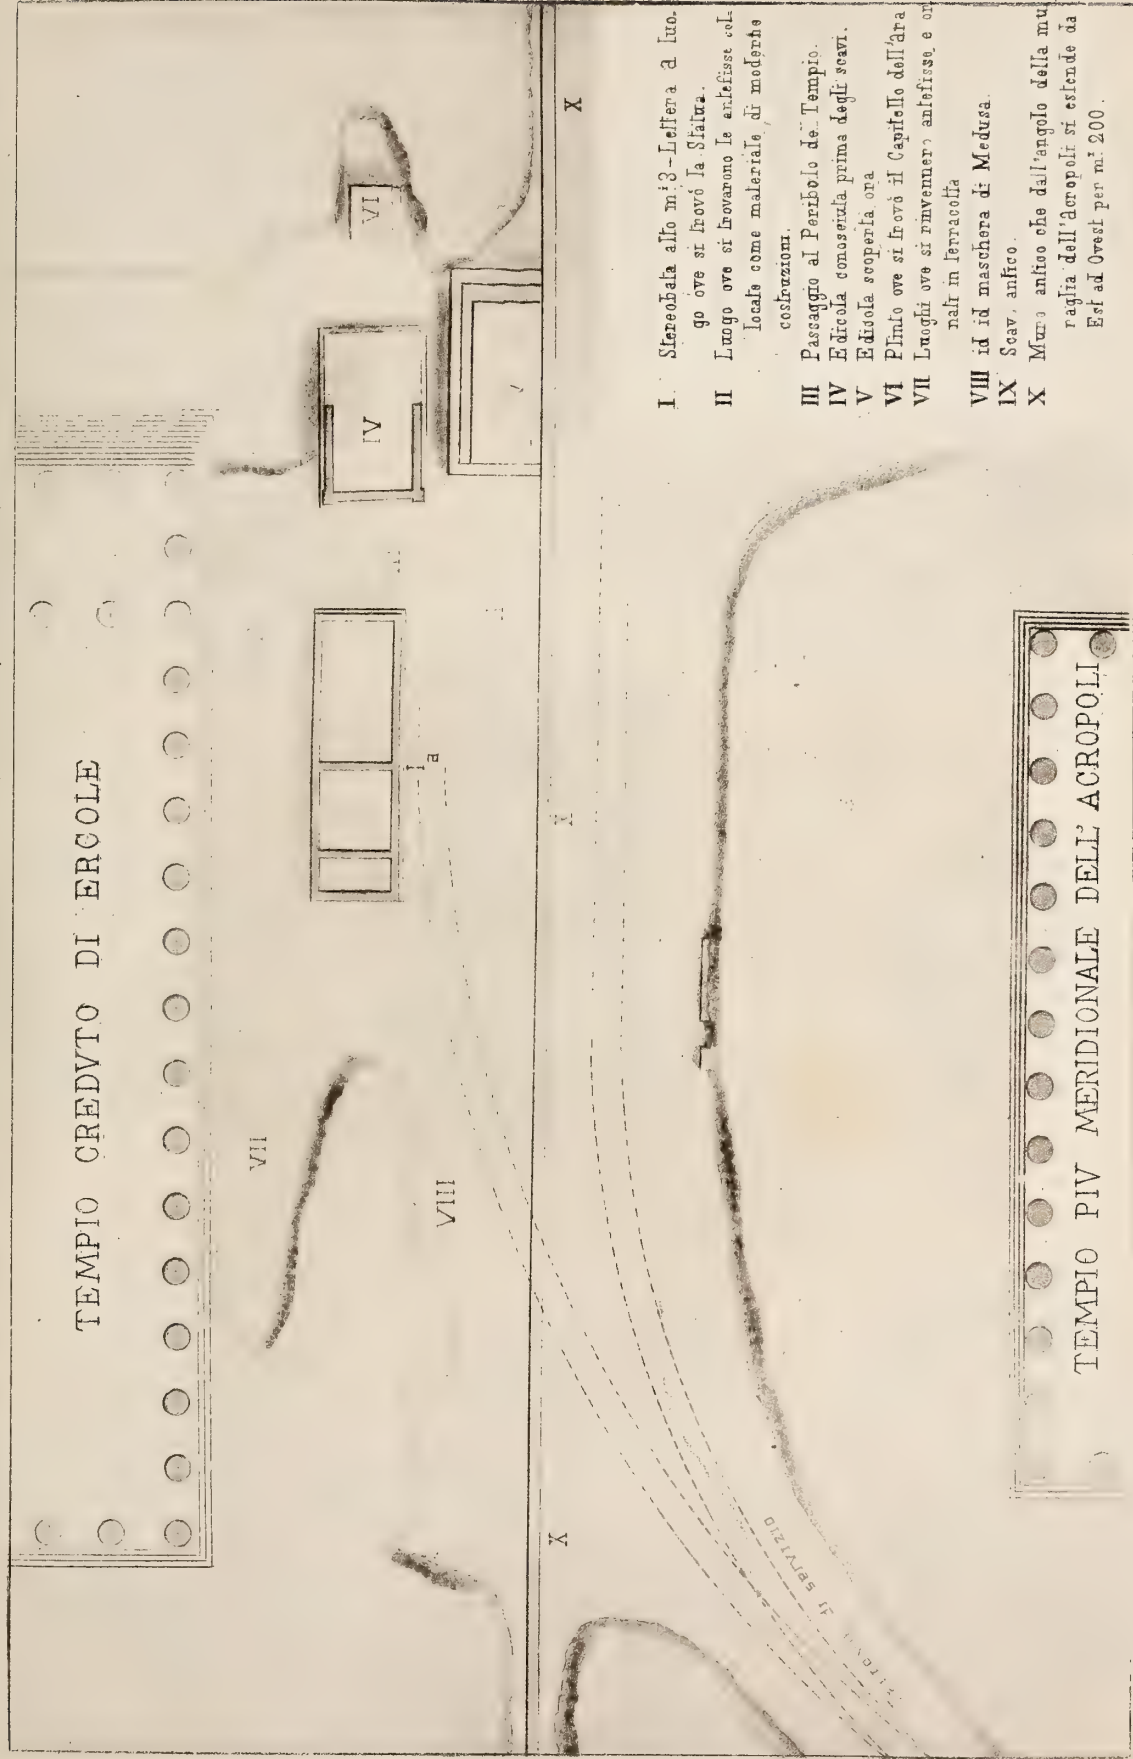 TEMPIO CREDVTO DI ERCOLE
VII
VIII
I
a
IV
VI
X
X
X
di servizio
TEMPIO PIV MERIDIONALE DELL' ACROPOLI
I. Stereobata alto m.i 3 - Lettera a luo-
go ove si trovò la Statua.
II Luogo ove si trovarono le antefisse col=
locate come materiale di moderne
costruzioni.
III Passaggio al Peribolo del Tempio.
IV Edicola conosciuta prima degli scavi.
V Edicola scoperta ora
VI Plinto ove si trovò il Capitello dell'Ara
VII Luoghi ove si rinvennero antefisse, e or
nati in terracotta
VIII id id maschera di Medusa.
IX Scav. antico.
X Muro antico che dall'angolo della mu
raglia dell'acropoli si estende da
Est ad Ovest per m.i 200.